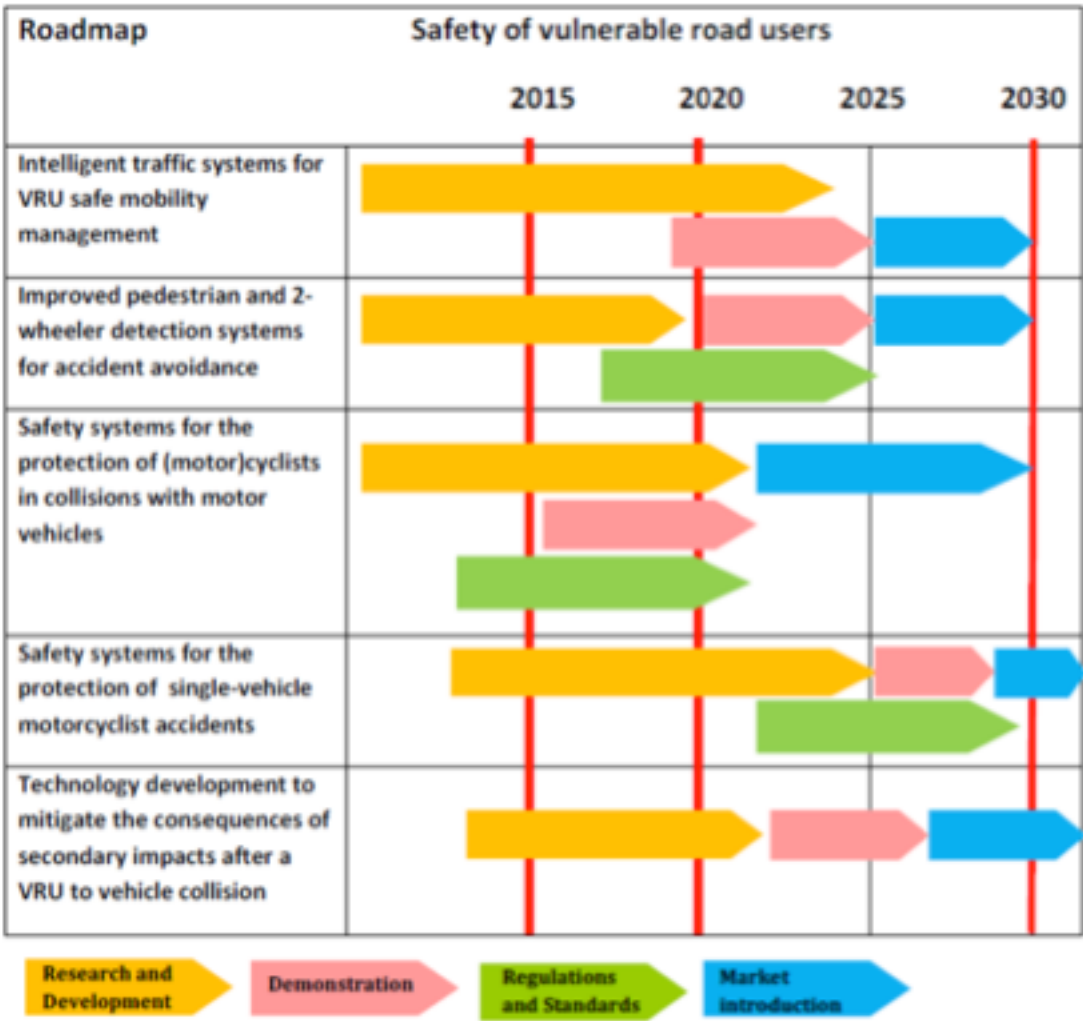 Roadmap
Safety of vulnerable road users
2015 2020 2025 2030
Intelligent traffic systems for
VRU safe mobility
management
Improved pedestrian and 2-
wheeler detection systems
for accident avoidance
Safety systems for the
protection of (motor)cyclists
in collisions with motor
vehicles
Safety systems for the
protection of single-vehicle
motorcyclist accidents
Technology development to
mitigate the consequences of
secondary impacts after a
VRU to vehicle collision
Research and
Development
Demonstration
Regulations
and Standards
Market
introduction